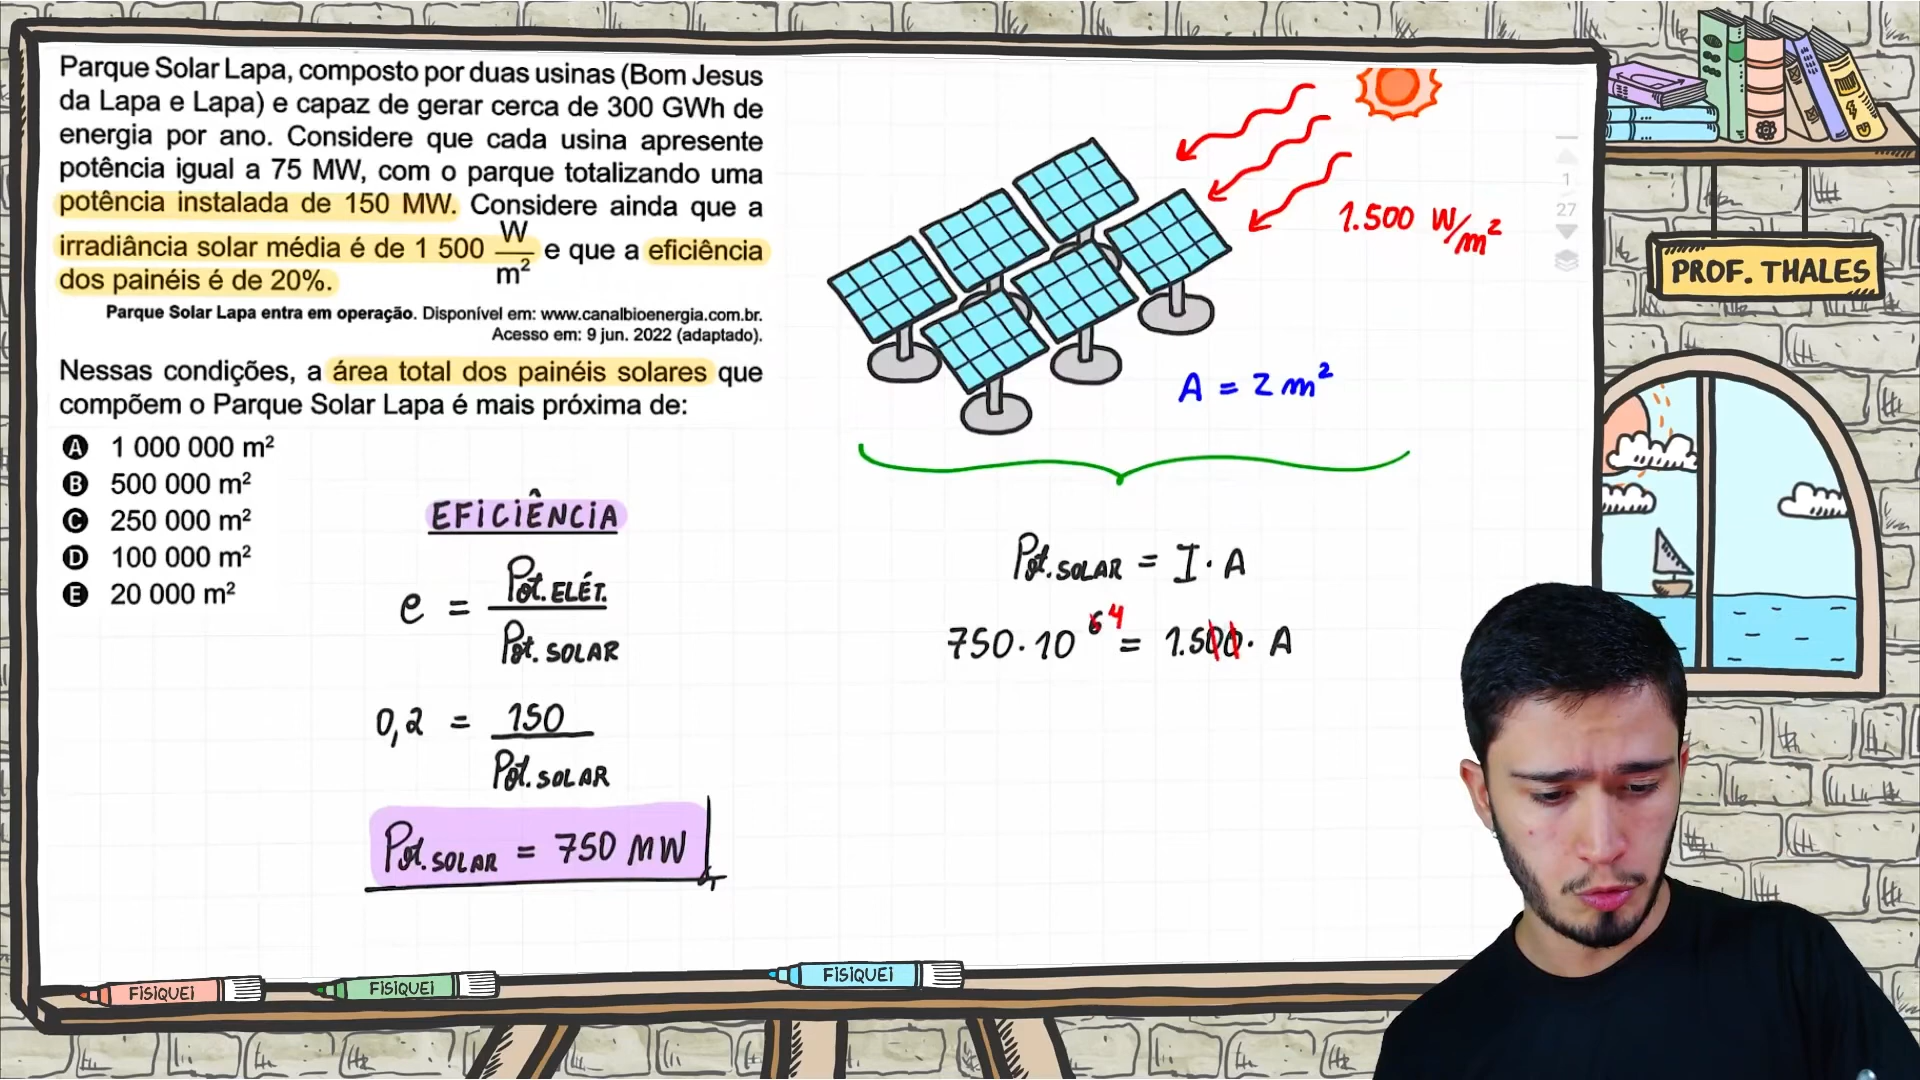 Parque Solar Lapa, composto por duas usinas (Bom Jesus
da Lapa e Lapa) e capaz de gerar cerca de 300 GWh de
energia por ano. Considere que cada usina apresente
potência igual a 75 MW, com o parque totalizando uma
potência instalada de 150 MW. Considere ainda que a
irradiância solar média é de 1 500 W/m² e que a eficiência
dos painéis é de 20%.
Parque Solar Lapa entra em operação. Disponível em: www.canalbioenergia.com.br.
Acesso em: 9 jun. 2022 (adaptado).
Nessas condições, a área total dos painéis solares que
compõem o Parque Solar Lapa é mais próxima de:
A 1 000 000 m²
B 500 000 m²
C 250 000 m²
D 100 000 m²
E 20 000 m²
EFICIÊNCIA
e = Pot. ELÉT. / Pot. SOLAR
0,2 = 150 / Pot. SOLAR
Pot. SOLAR = 750 MW
1.500 W/m²
A = 2 m²
Pot. SOLAR = I · A
750 · 10⁶ ⁴ = 1.500 · A
1
27
PROF. THALES
FISIQUEI
FISIQUEI
FISIQUEI